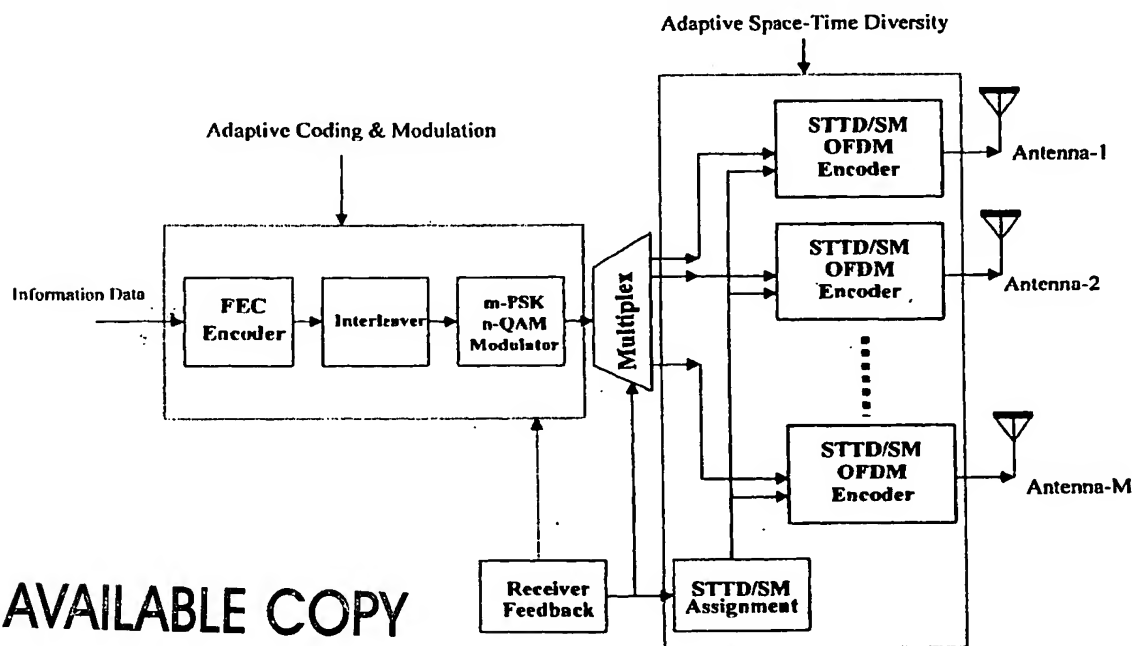 Adaptive Space-Time Diversity
Adaptive Coding & Modulation
STTD/SM
OFDM
Encoder
Antenna-1
STTD/SM
OFDM
Encoder
Antenna-2
Information Data
FEC
Encoder
Interleaver
m-PSK
n-QAM
Modulator
Multiplex
STTD/SM
OFDM
Encoder
Antenna-M
Receiver
Feedback
STTD/SM
Assignment
AVAILABLE COPY